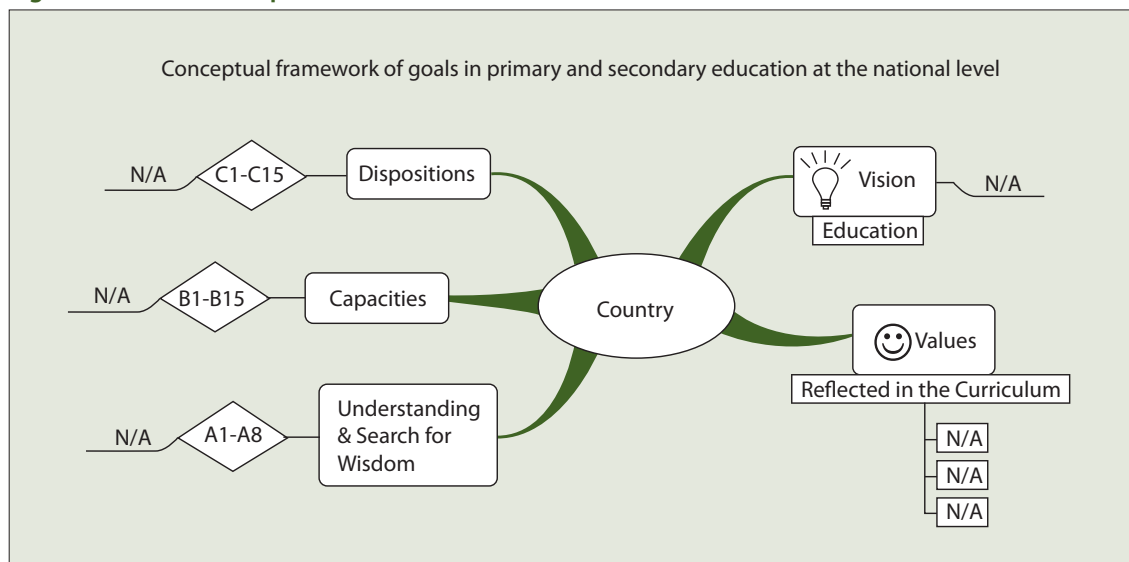 Conceptual framework of goals in primary and secondary education at the national level
N/A
C1-C15
Dispositions
Vision
N/A
Education
N/A
B1-B15
Capacities
Country
Values
Reflected in the Curriculum
N/A
A1-A8
Understanding
& Search for
Wisdom
N/A
N/A
N/A